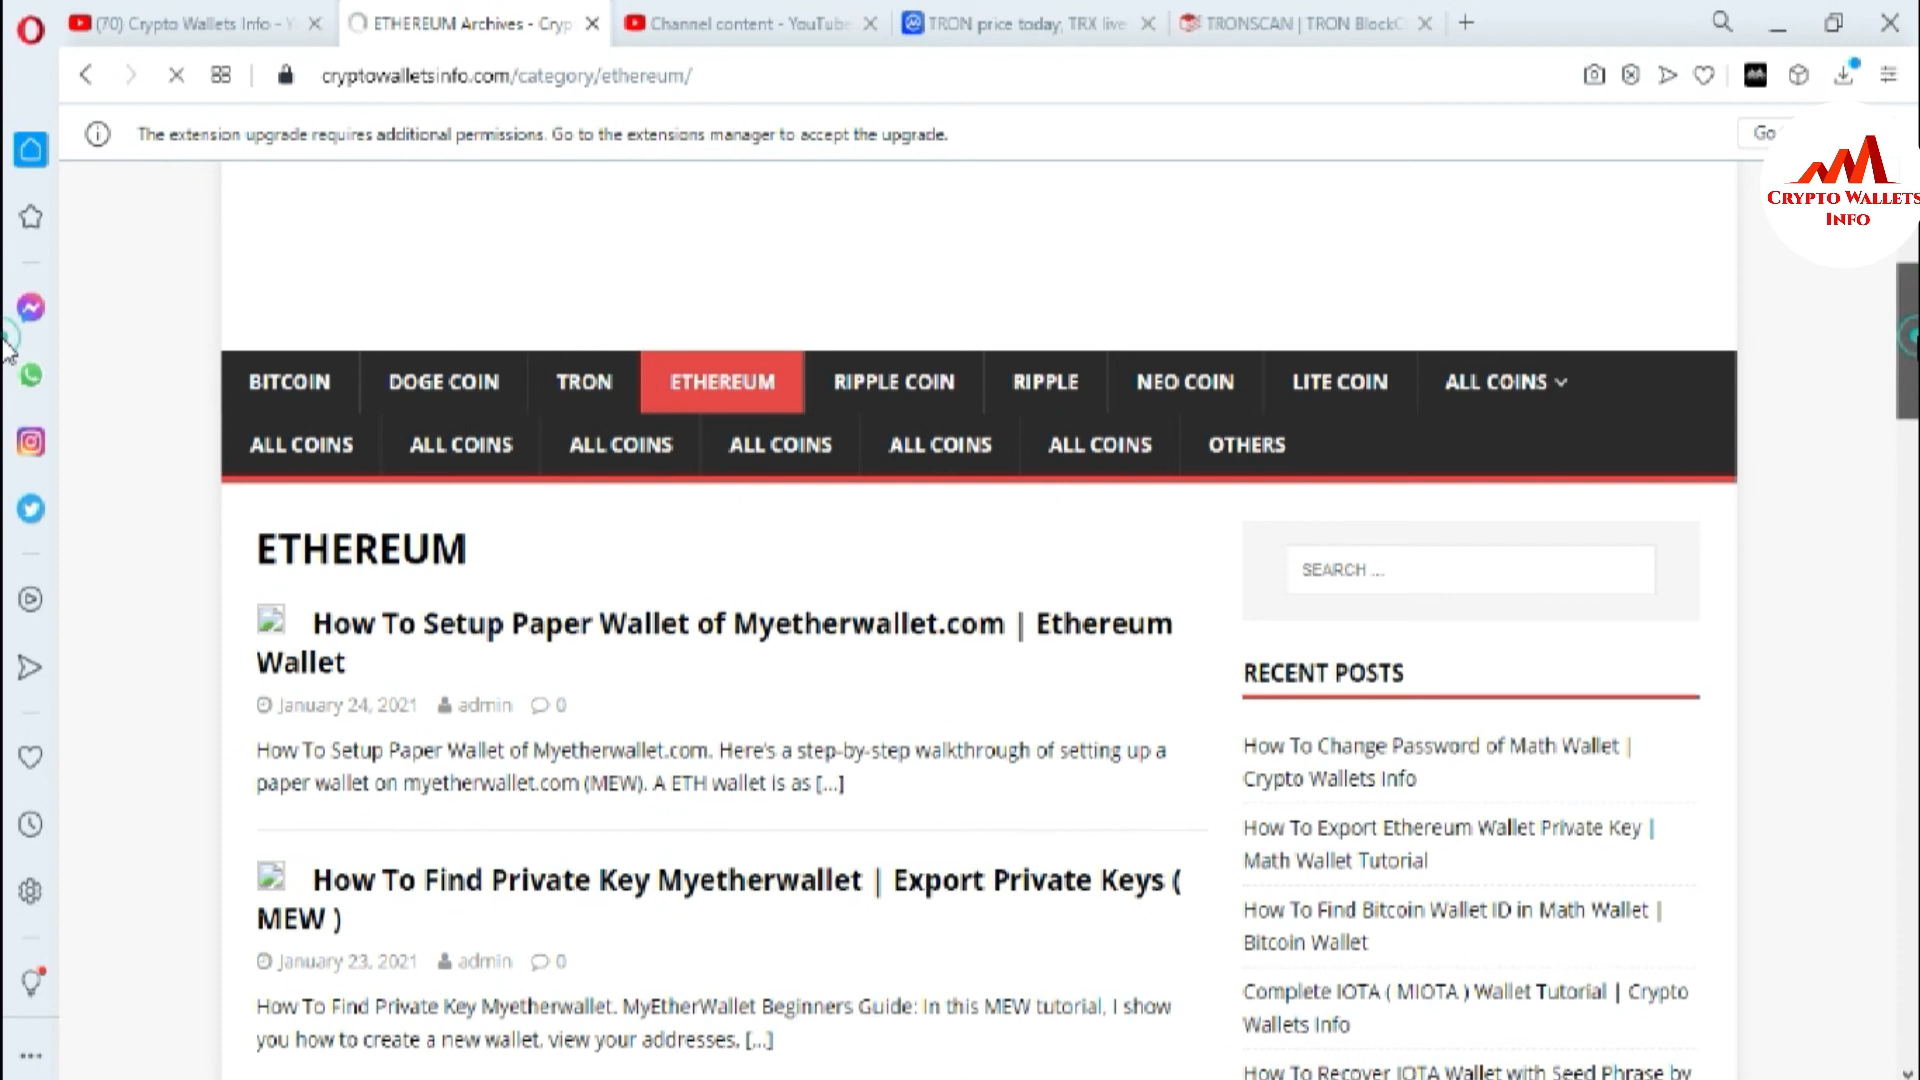 (70) Crypto Wallets Info - Y
ETHEREUM Archives - Cryp
Channel content - YouTube
TRON price today, TRX live
TRONSCAN | TRON BlockC
cryptowalletsinfo.com/category/ethereum/
The extension upgrade requires additional permissions. Go to the extensions manager to accept the upgrade.
Go
CRYPTO WALLETS
INFO
BITCOIN DOGE COIN TRON ETHEREUM RIPPLE COIN RIPPLE NEO COIN LITE COIN ALL COINS
ALL COINS ALL COINS ALL COINS ALL COINS ALL COINS ALL COINS OTHERS
ETHEREUM
How To Setup Paper Wallet of Myetherwallet.com | Ethereum
Wallet
January 24, 2021 admin 0
How To Setup Paper Wallet of Myetherwallet.com. Here's a step-by-step walkthrough of setting up a
paper wallet on myetherwallet.com (MEW). A ETH wallet is as [...]
How To Find Private Key Myetherwallet | Export Private Keys (
MEW )
January 23, 2021 admin 0
How To Find Private Key Myetherwallet. MyEtherWallet Beginners Guide: In this MEW tutorial, I show
you how to create a new wallet, view your addresses, [...]
SEARCH ...
RECENT POSTS
How To Change Password of Math Wallet |
Crypto Wallets Info
How To Export Ethereum Wallet Private Key |
Math Wallet Tutorial
How To Find Bitcoin Wallet ID in Math Wallet |
Bitcoin Wallet
Complete IOTA ( MIOTA ) Wallet Tutorial | Crypto
Wallets Info
How To Recover IOTA Wallet with Seed Phrase by